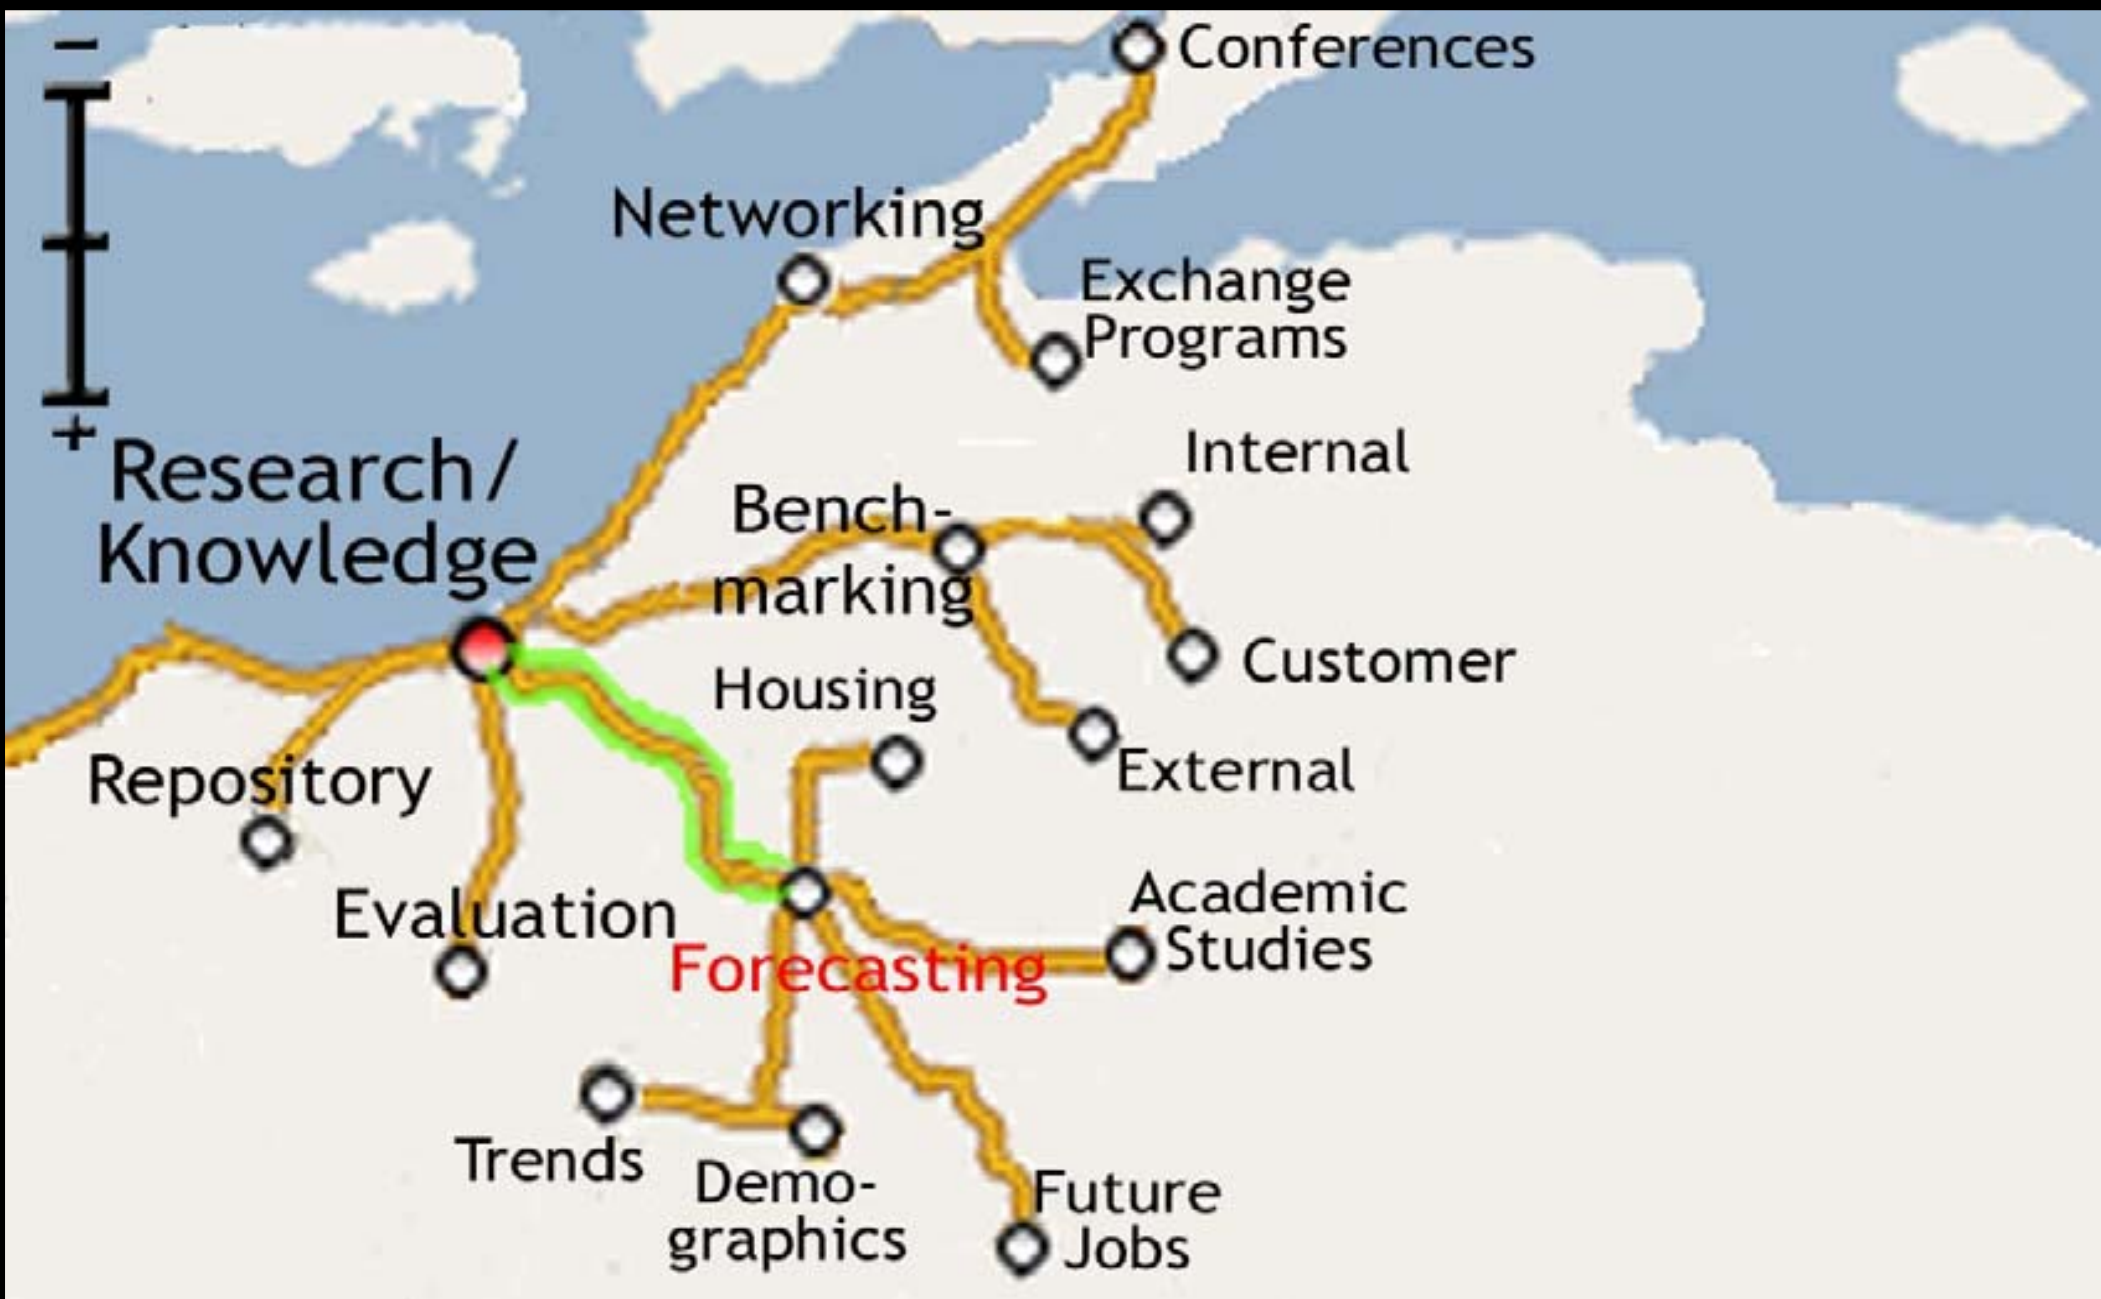 −
+
Conferences
Networking
Exchange
Programs
Research/
Knowledge
Internal
Bench-
marking
Customer
Housing
External
Repository
Evaluation
Academic
Studies
Forecasting
Trends
Demo-
graphics
Future
Jobs